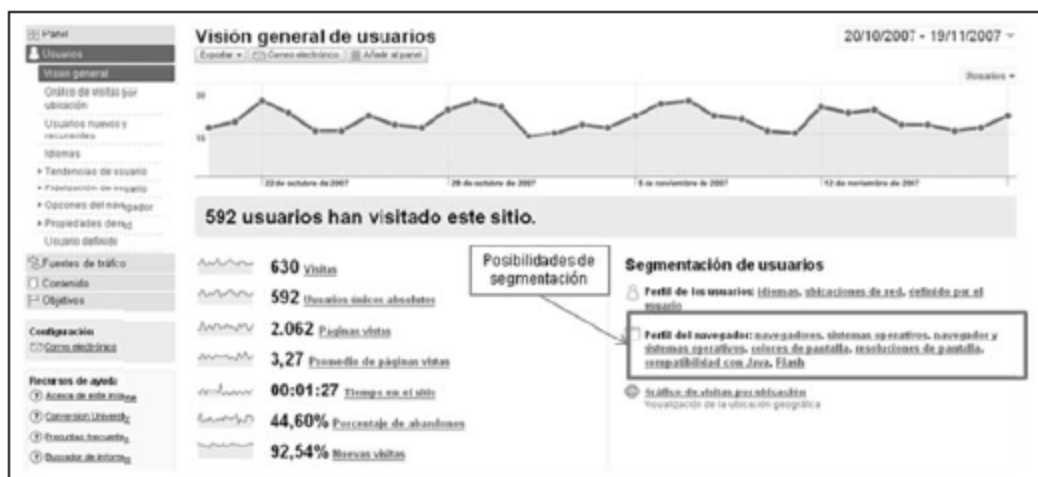 Panel
Usuarios
Visión general
Gráfico de visitas por
ubicación
Usuarios nuevos y
recurrentes
Idiomas
Tendencias de usuario
Fidelización de usuario
Opciones del navegador
Propiedades de red
Usuario definido
Fuentes de tráfico
Contenido
Objetivos
Configuración
Correo electrónico
Recursos de ayuda
Acerca de este informe
Conversion University
Preguntas frecuentes
Buscador de informes
Visión general de usuarios
20/10/2007 - 19/11/2007
Exportar
Correo electrónico
Añadir al panel
Usuarios
30
15
22 de octubre de 2007
29 de octubre de 2007
5 de noviembre de 2007
12 de noviembre de 2007
592 usuarios han visitado este sitio.
630 Visitas
592 Usuarios únicos absolutos
2.062 Páginas vistas
3,27 Promedio de páginas vistas
00:01:27 Tiempo en el sitio
44,60% Porcentaje de abandonos
92,54% Nuevas visitas
Posibilidades de
segmentación
Segmentación de usuarios
Perfil de los usuarios: idiomas, ubicaciones de red, definido por el
usuario
Perfil del navegador: navegadores, sistemas operativos, navegador y
sistemas operativos, colores de pantalla, resoluciones de pantalla,
compatibilidad con Java, Flash
Gráfico de visitas por ubicación
Visualización de la ubicación geográfica